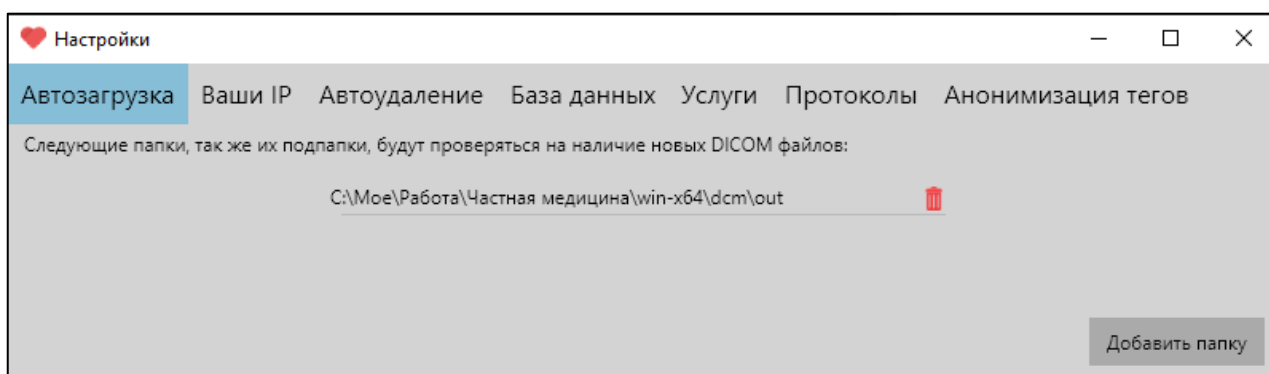 Настройки
Автозагрузка Ваши IP Автоудаление База данных Услуги Протоколы Анонимизация тегов
Следующие папки, так же их подпапки, будут проверяться на наличие новых DICOM файлов:
C:\Мое\Работа\Частная медицина\win-x64\dcm\out
Добавить папку